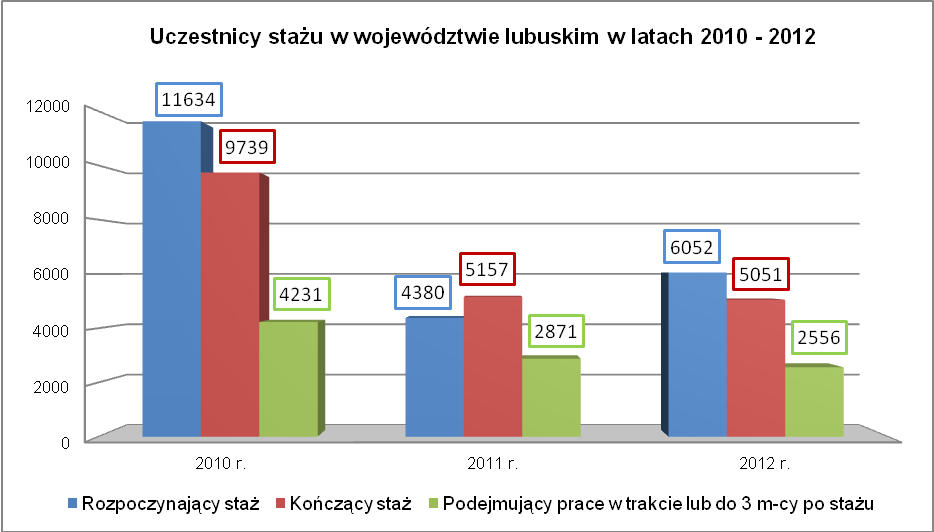 Uczestnicy stażu w województwie lubuskim w latach 2010 - 2012
12000
10000
8000
6000
4000
2000
0
11634
9739
4231
4380
5157
2871
6052
5051
2556
2010 r.
2011 r.
2012 r.
Rozpoczynający staż
Kończący staż
Podejmujący prace w trakcie lub do 3 m-cy po stażu